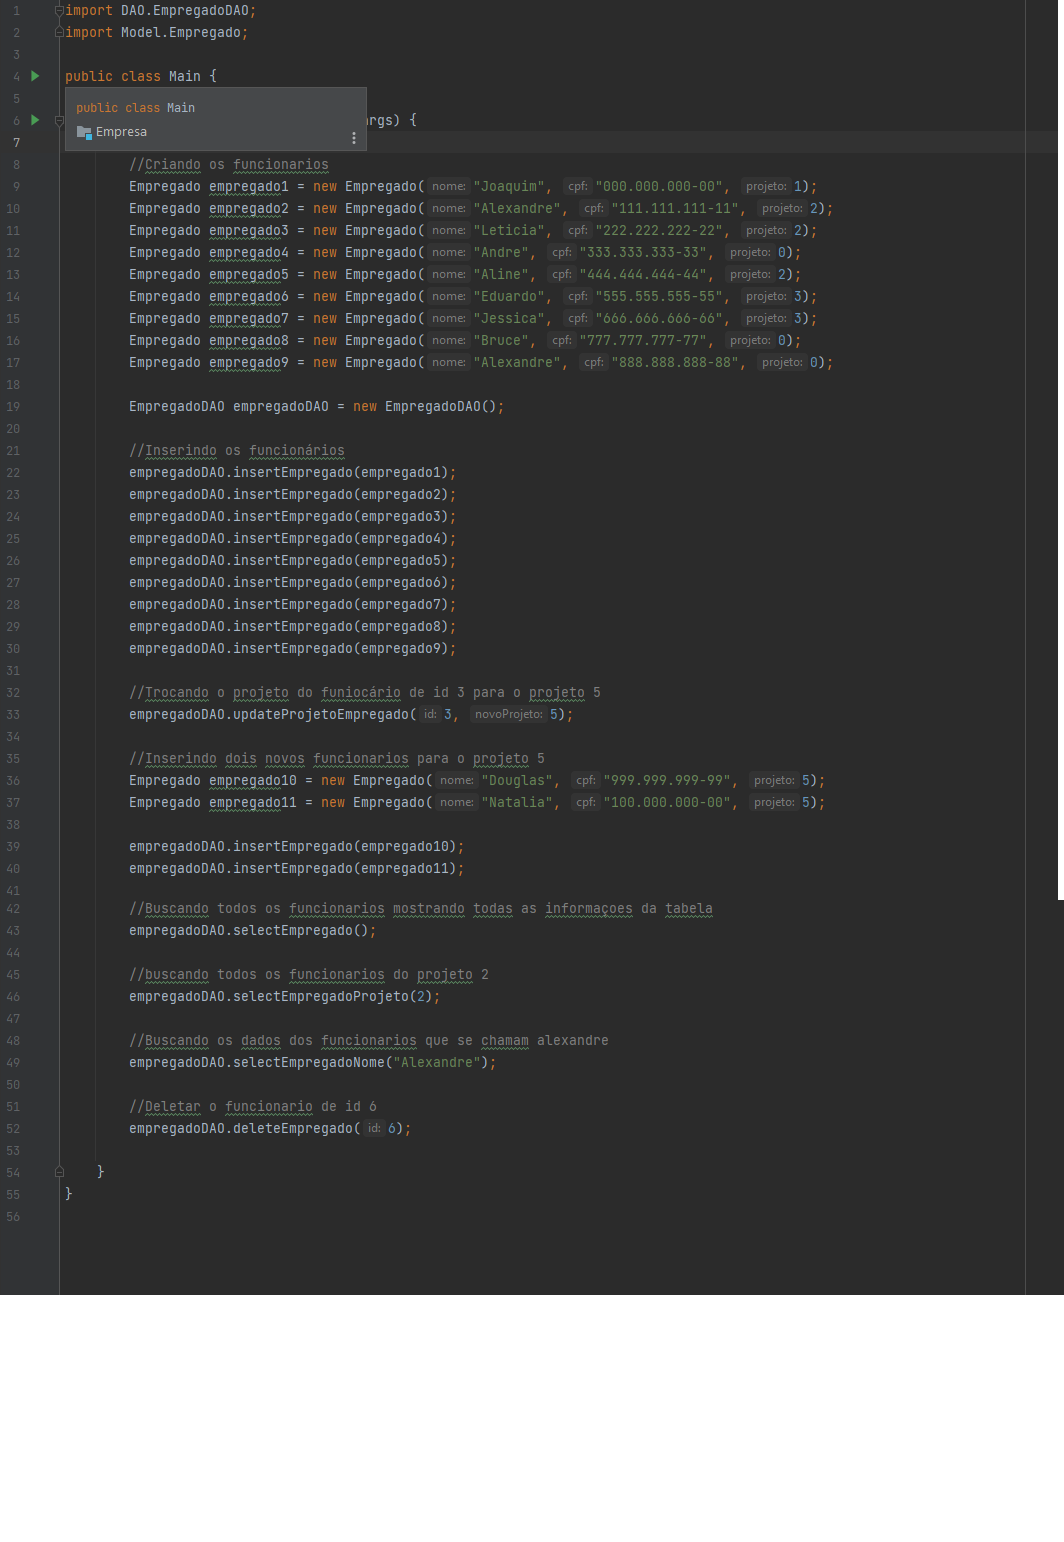 1 import DAO.EmpregadoDAO;
2 import Model.Empregado;
3
4 public class Main {
5
public class Main
6 args) {
Empresa
7
8 //Criando os funcionarios
9 Empregado empregado1 = new Empregado( nome: "Joaquim", cpf: "000.000.000-00", projeto: 1);
10 Empregado empregado2 = new Empregado( nome: "Alexandre", cpf: "111.111.111-11", projeto: 2);
11 Empregado empregado3 = new Empregado( nome: "Leticia", cpf: "222.222.222-22", projeto: 2);
12 Empregado empregado4 = new Empregado( nome: "Andre", cpf: "333.333.333-33", projeto: 0);
13 Empregado empregado5 = new Empregado( nome: "Aline", cpf: "444.444.444-44", projeto: 2);
14 Empregado empregado6 = new Empregado( nome: "Eduardo", cpf: "555.555.555-55", projeto: 3);
15 Empregado empregado7 = new Empregado( nome: "Jessica", cpf: "666.666.666-66", projeto: 3);
16 Empregado empregado8 = new Empregado( nome: "Bruce", cpf: "777.777.777-77", projeto: 0);
17 Empregado empregado9 = new Empregado( nome: "Alexandre", cpf: "888.888.888-88", projeto: 0);
18
19 EmpregadoDAO empregadoDAO = new EmpregadoDAO();
20
21 //Inserindo os funcionários
22 empregadoDAO.insertEmpregado(empregado1);
23 empregadoDAO.insertEmpregado(empregado2);
24 empregadoDAO.insertEmpregado(empregado3);
25 empregadoDAO.insertEmpregado(empregado4);
26 empregadoDAO.insertEmpregado(empregado5);
27 empregadoDAO.insertEmpregado(empregado6);
28 empregadoDAO.insertEmpregado(empregado7);
29 empregadoDAO.insertEmpregado(empregado8);
30 empregadoDAO.insertEmpregado(empregado9);
31
32 //Trocando o projeto do funiocário de id 3 para o projeto 5
33 empregadoDAO.updateProjetoEmpregado( id: 3, novoProjeto: 5);
34
35 //Inserindo dois novos funcionarios para o projeto 5
36 Empregado empregado10 = new Empregado( nome: "Douglas", cpf: "999.999.999-99", projeto: 5);
37 Empregado empregado11 = new Empregado( nome: "Natalia", cpf: "100.000.000-00", projeto: 5);
38
39 empregadoDAO.insertEmpregado(empregado10);
40 empregadoDAO.insertEmpregado(empregado11);
41
42 //Buscando todos os funcionarios mostrando todas as informaçoes da tabela
43 empregadoDAO.selectEmpregado();
44
45 //buscando todos os funcionarios do projeto 2
46 empregadoDAO.selectEmpregadoProjeto(2);
47
48 //Buscando os dados dos funcionarios que se chamam alexandre
49 empregadoDAO.selectEmpregadoNome("Alexandre");
50
51 //Deletar o funcionario de id 6
52 empregadoDAO.deleteEmpregado( id: 6);
53
54 }
55 }
56